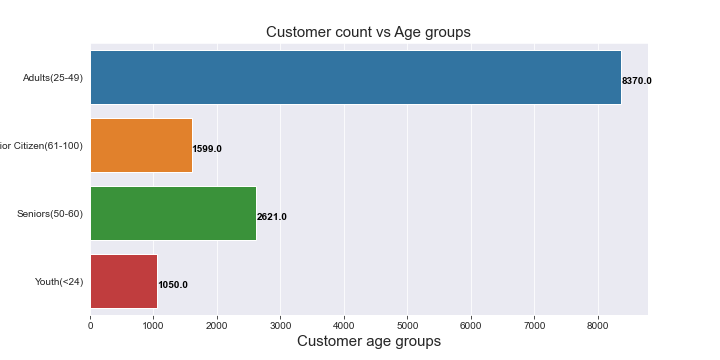 Customer count vs Age groups
Adults(25-49)
8370.0
ior Citizen(61-100)
1599.0
Seniors(50-60)
2621.0
Youth(<24)
1050.0
0 1000 2000 3000 4000 5000 6000 7000 8000
Customer age groups